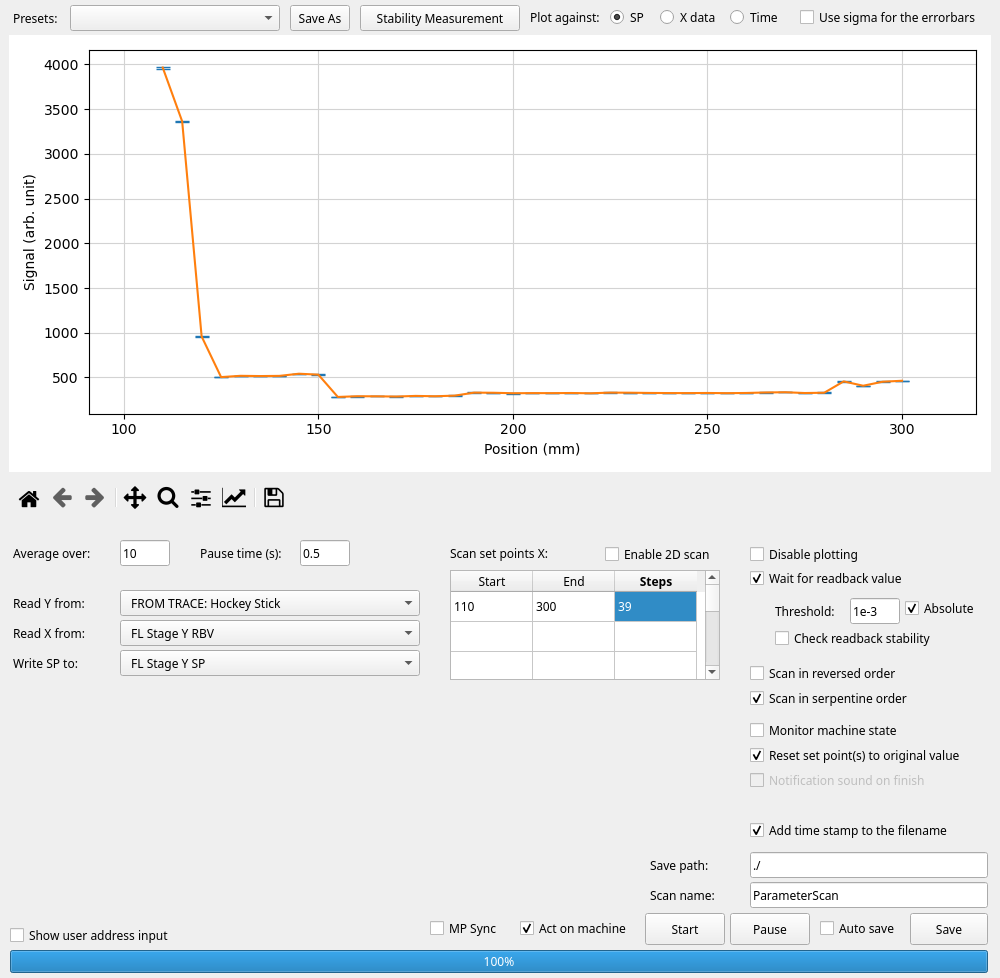 Presets:
Save As
Stability Measurement
Plot against:
SP
X data
Time
Use sigma for the errorbars
4000
3500
3000
2500
2000
1500
1000
500
Signal (arb. unit)
100
150
200
250
300
Position (mm)
Average over:
10
Pause time (s):
0.5
Scan set points X:
Enable 2D scan
Disable plotting
Start
End
Steps
Wait for readback value
Read Y from:
FROM TRACE: Hockey Stick
110
300
39
Threshold:
1e-3
Absolute
Read X from:
FL Stage Y RBV
Check readback stability
Write SP to:
FL Stage Y SP
Scan in reversed order
Scan in serpentine order
Monitor machine state
Reset set point(s) to original value
Notification sound on finish
Add time stamp to the filename
Save path:
./
Scan name:
ParameterScan
Show user address input
MP Sync
Act on machine
Start
Pause
Auto save
Save
100%